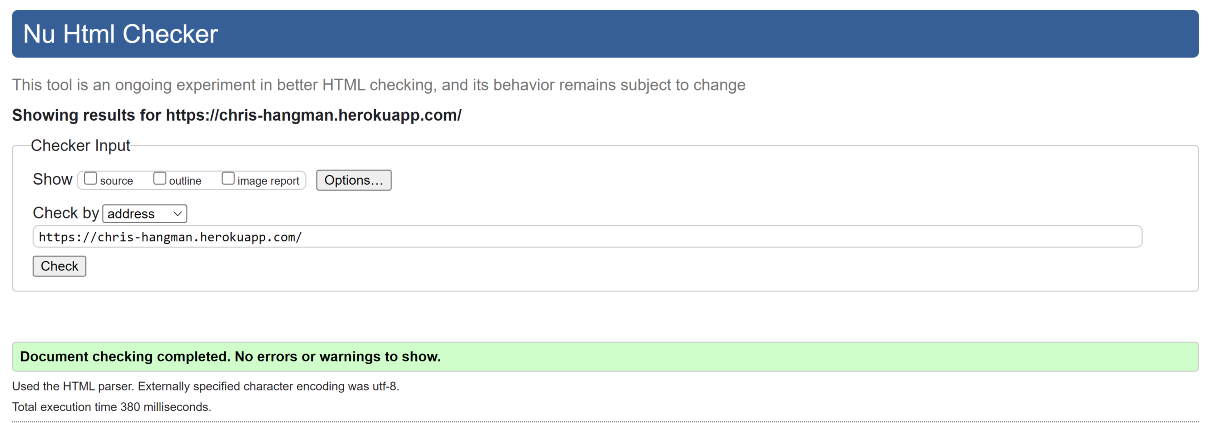 Nu Html Checker
This tool is an ongoing experiment in better HTML checking, and its behavior remains subject to change
Showing results for https://chris-hangman.herokuapp.com/
Checker Input
Show source outline image report Options...
Check by address
https://chris-hangman.herokuapp.com/
Check
Document checking completed. No errors or warnings to show.
Used the HTML parser. Externally specified character encoding was utf-8.
Total execution time 380 milliseconds.